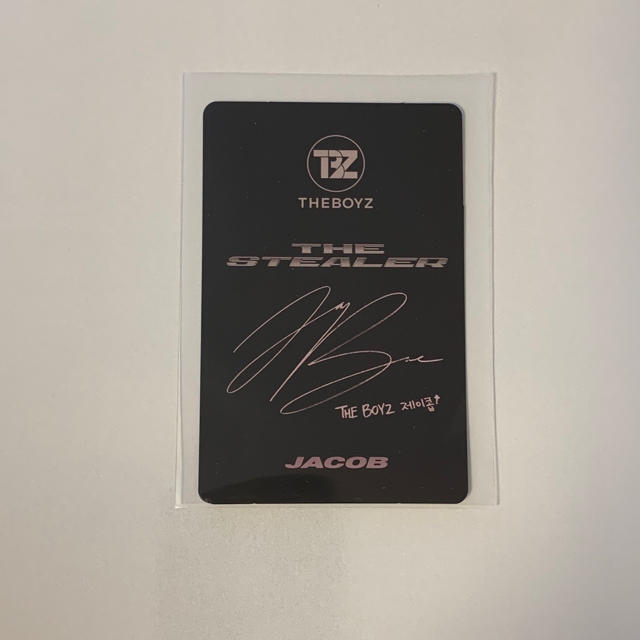 TBZ
THEBOYZ
THE
STEALER
THE BOYZ 제이콥
JACOB